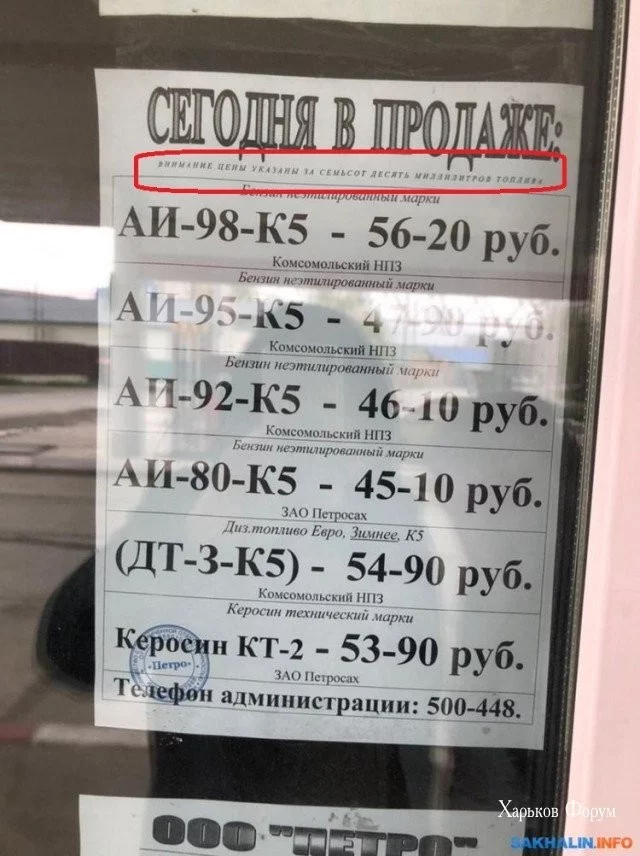 СЕГОДНЯ В ПРОДАЖЕ:
ВНИМАНИЕ ЦЕНЫ УКАЗАНЫ ЗА СЕМЬСОТ ДЕСЯТЬ МИЛЛИЛИТРОВ ТОПЛИВА
Бензин неэтилированный марки
АИ-98-К5 - 56-20 руб.
Комсомольский НПЗ
Бензин неэтилированный марки
АИ-95-К5 - 47-90 руб.
Комсомольский НПЗ
Бензин неэтилированный марки
АИ-92-К5 - 46-10 руб.
Комсомольский НПЗ
Бензин неэтилированный марки
АИ-80-К5 - 45-10 руб.
ЗАО Петросах
Диз.топливо Евро, Зимнее, К5
(ДТ-З-К5) - 54-90 руб.
Комсомольский НПЗ
Керосин технический марки
Керосин КТ-2 - 53-90 руб.
«Петро»
ЗАО Петросах
Телефон администрации: 500-448.
Харьков Форум
ООО "ПЕТРО"
SAKHALIN.INFO